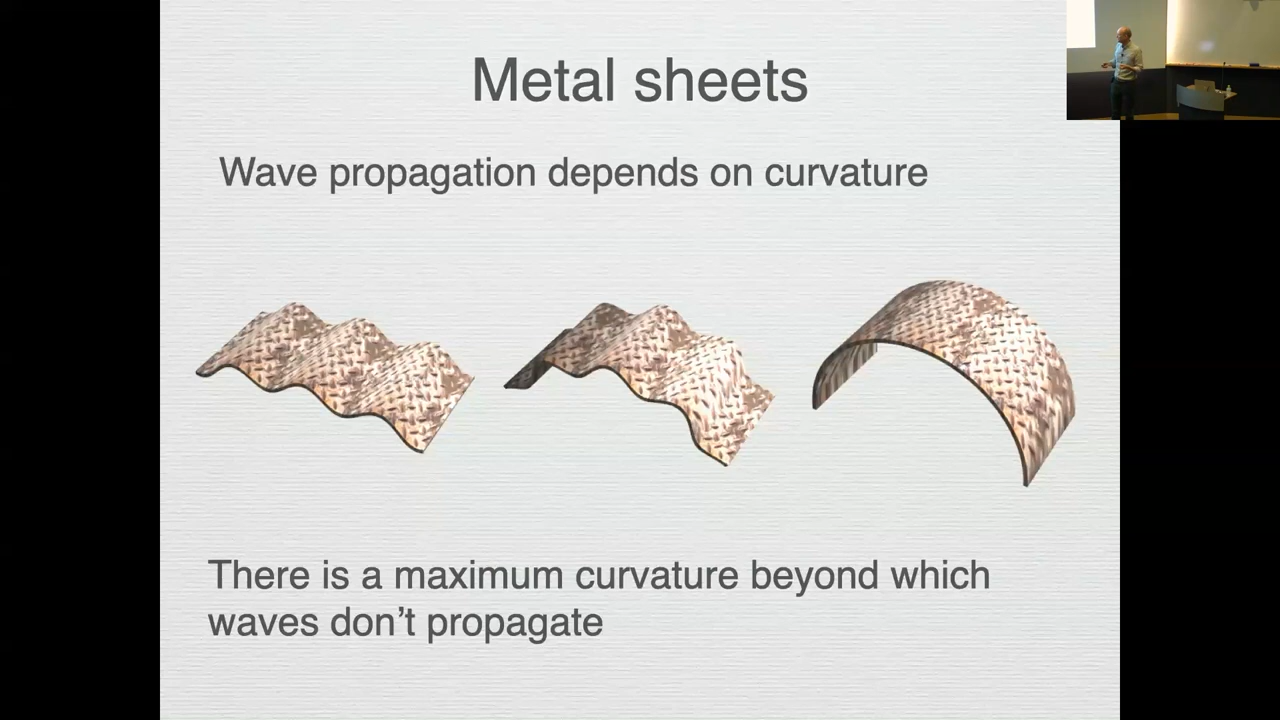 Metal sheets
Wave propagation depends on curvature
There is a maximum curvature beyond which
waves don’t propagate